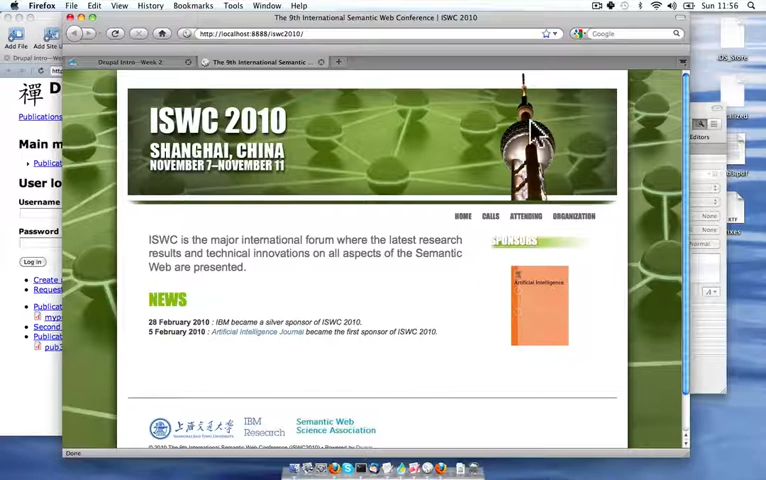 Firefox File Edit View History Bookmarks Tools Window Help
Sun 11:56
The 9th International Semantic Web Conference | ISWC 2010
http://localhost:8888/iswc2010/
Google
Add File Add Site
Drupal Intro—Week 2
The 9th International Semantic ...
Drupal Intro—Week
禪 D
Publications
Main m
Publicat
User lo
Username
Password
Log in
Create
Reques
Publicat
Second
Publicat
pub3
ISWC 2010
SHANGHAI, CHINA
NOVEMBER 7–NOVEMBER 11
HOME CALLS ATTENDING ORGANIZATION
ISWC is the major international forum where the latest research
results and technical innovations on all aspects of the Semantic
Web are presented.
SPONSORS
Artificial Intelligence
NEWS
28 February 2010 : IBM became a silver sponsor of ISWC 2010.
5 February 2010 : Artificial Intelligence Journal became the first sponsor of ISWC 2010.
上海交通大学
IBM
Research
Semantic Web
Science Association
Done
.DS_Store
Editors
None
None
Normal
RTF